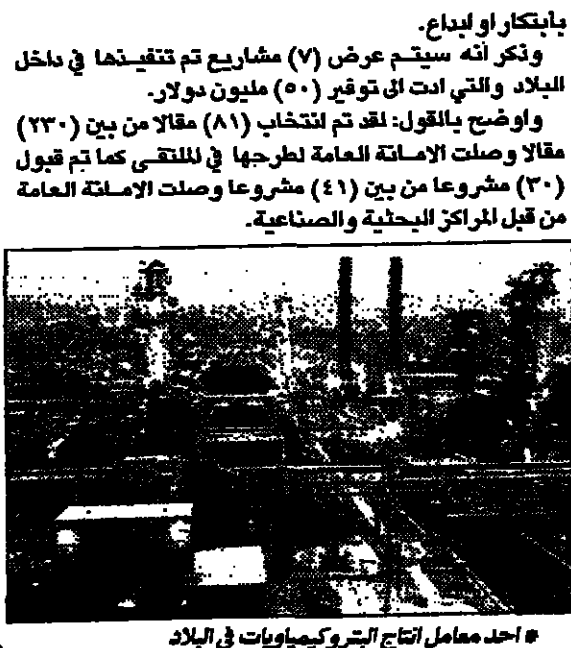 بابتكار او ابداع.
وذكر أنه سيتم عرض (٧) مشاريع تم تنفيذها في داخل
البلاد والتي ادت الى توفير (٥٠) مليون دولار.
واوضح بالقول: لقد تم انتخاب (٨١) مقالا من بين (٢٣٠)
مقالا وصلت الامانة العامة لطرحها في الملتقى كما تم قبول
(٣٠) مشروعا من بين (٤١) مشروعا وصلت الامانة العامة
من قبل المراكز البحثية والصناعية.
* احد معامل انتاج البتروكيمياويات في البلاد